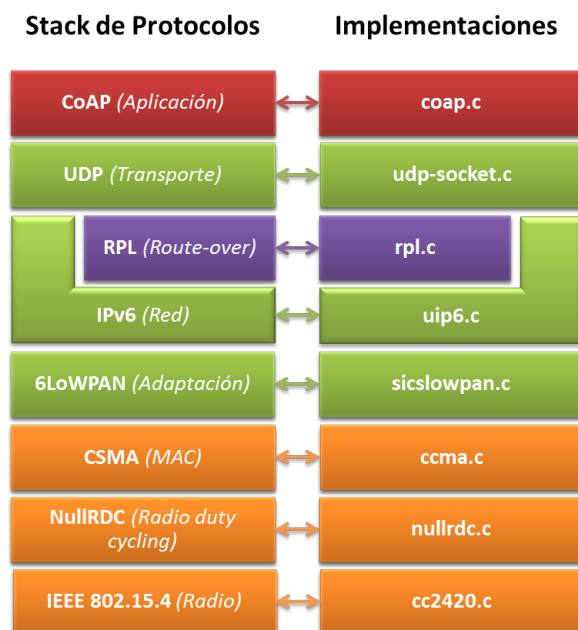 Stack de Protocolos Implementaciones
CoAP (Aplicación) coap.c
UDP (Transporte) udp-socket.c
RPL (Route-over) rpl.c
IPv6 (Red) uip6.c
6LoWPAN (Adaptación) sicslowpan.c
CSMA (MAC) ccma.c
NullRDC (Radio duty
cycling) nullrdc.c
IEEE 802.15.4 (Radio) cc2420.c